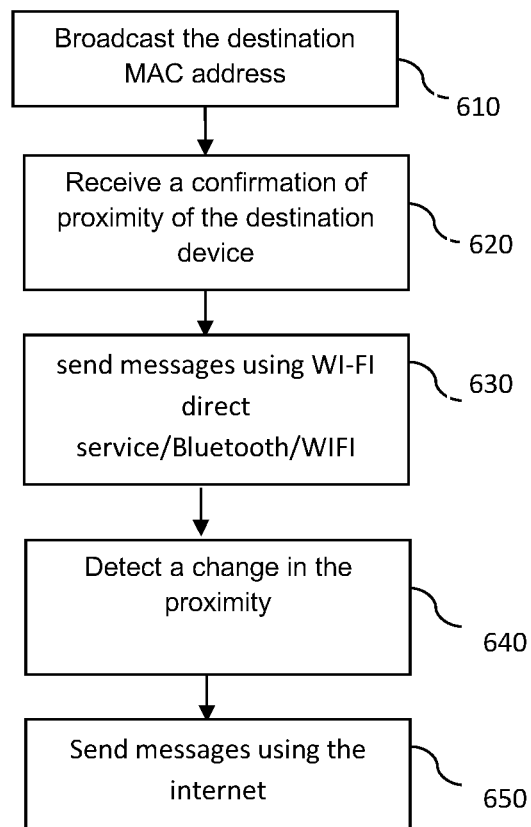 Broadcast the destination
MAC address
610
Receive a confirmation of
proximity of the destination
device
620
send messages using WI-FI
direct
service/Bluetooth/WIFI
630
Detect a change in the
proximity
640
Send messages using the
internet
650